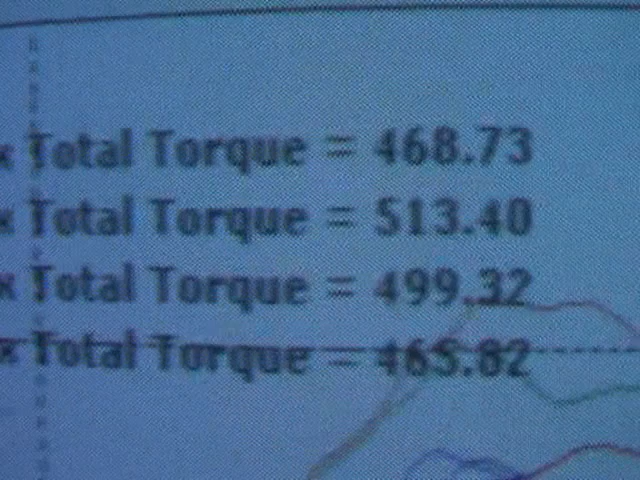 x Total Torque = 468.73
x Total Torque = 513.40
x Total Torque = 499.32
x Total Torque = 465.82